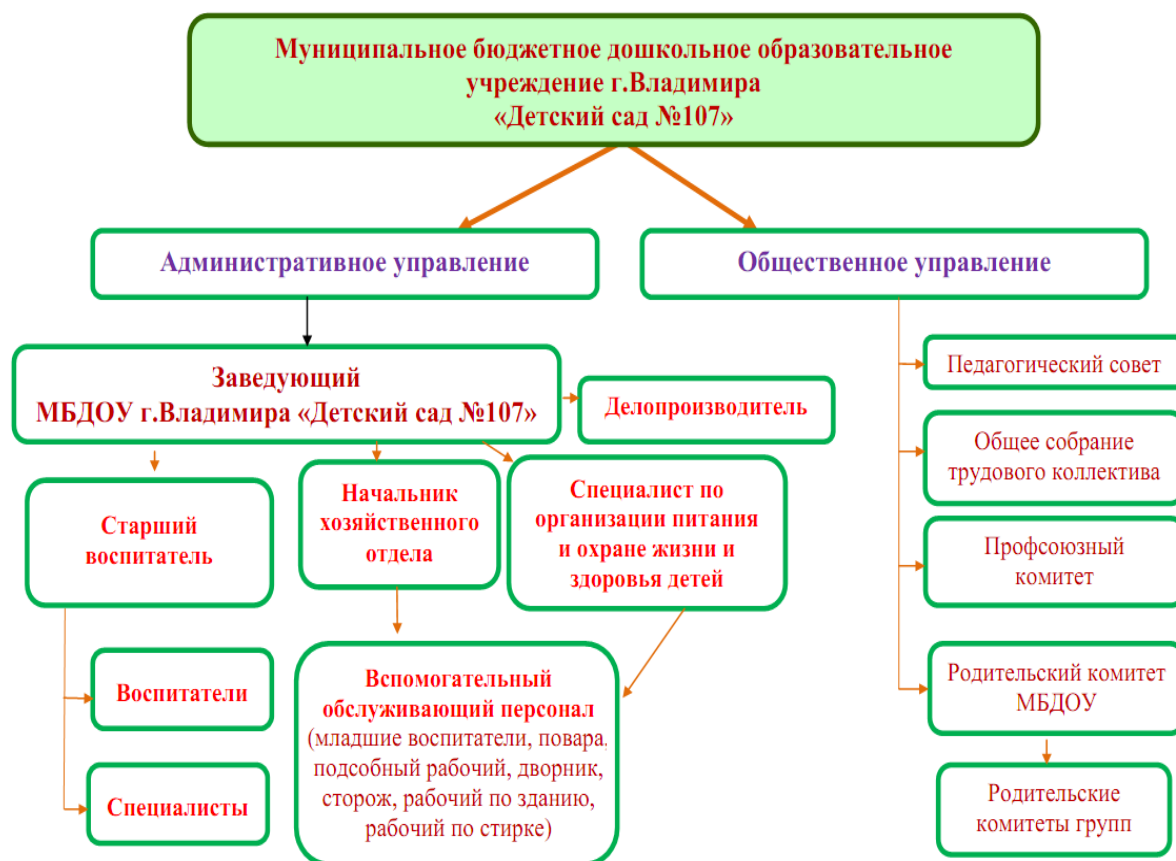 Муниципальное бюджетное дошкольное образовательное
учреждение г.Владимира
«Детский сад №107»
Административное управление
Общественное управление
Заведующий
МБДОУ г.Владимира «Детский сад №107»
Делопроизводитель
Педагогический совет
Общее собрание
трудового коллектива
Старший
воспитатель
Начальник
хозяйственного
отдела
Специалист по
организации питания
и охране жизни и
здоровья детей
Профсоюзный
комитет
Воспитатели
Специалисты
Вспомогательный
обслуживающий персонал
(младшие воспитатели, повара,
подсобный рабочий, дворник,
сторож, рабочий по зданию,
рабочий по стирке)
Родительский комитет
МБДОУ
Родительские
комитеты групп